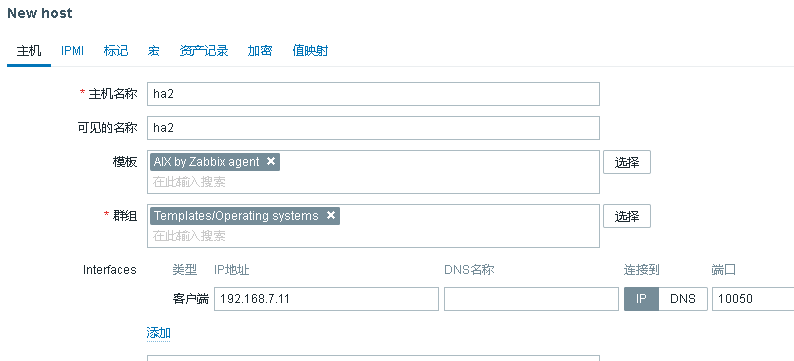 New host
主机 IPMI 标记 宏 资产记录 加密 值映射
* 主机名称 ha2
可见的名称 ha2
模板 AIX by Zabbix agent × 选择
在此输入搜索
* 群组 Templates/Operating systems × 选择
在此输入搜索
Interfaces 类型 IP地址 DNS名称 连接到 端口
客户端 192.168.7.11 IP DNS 10050
添加